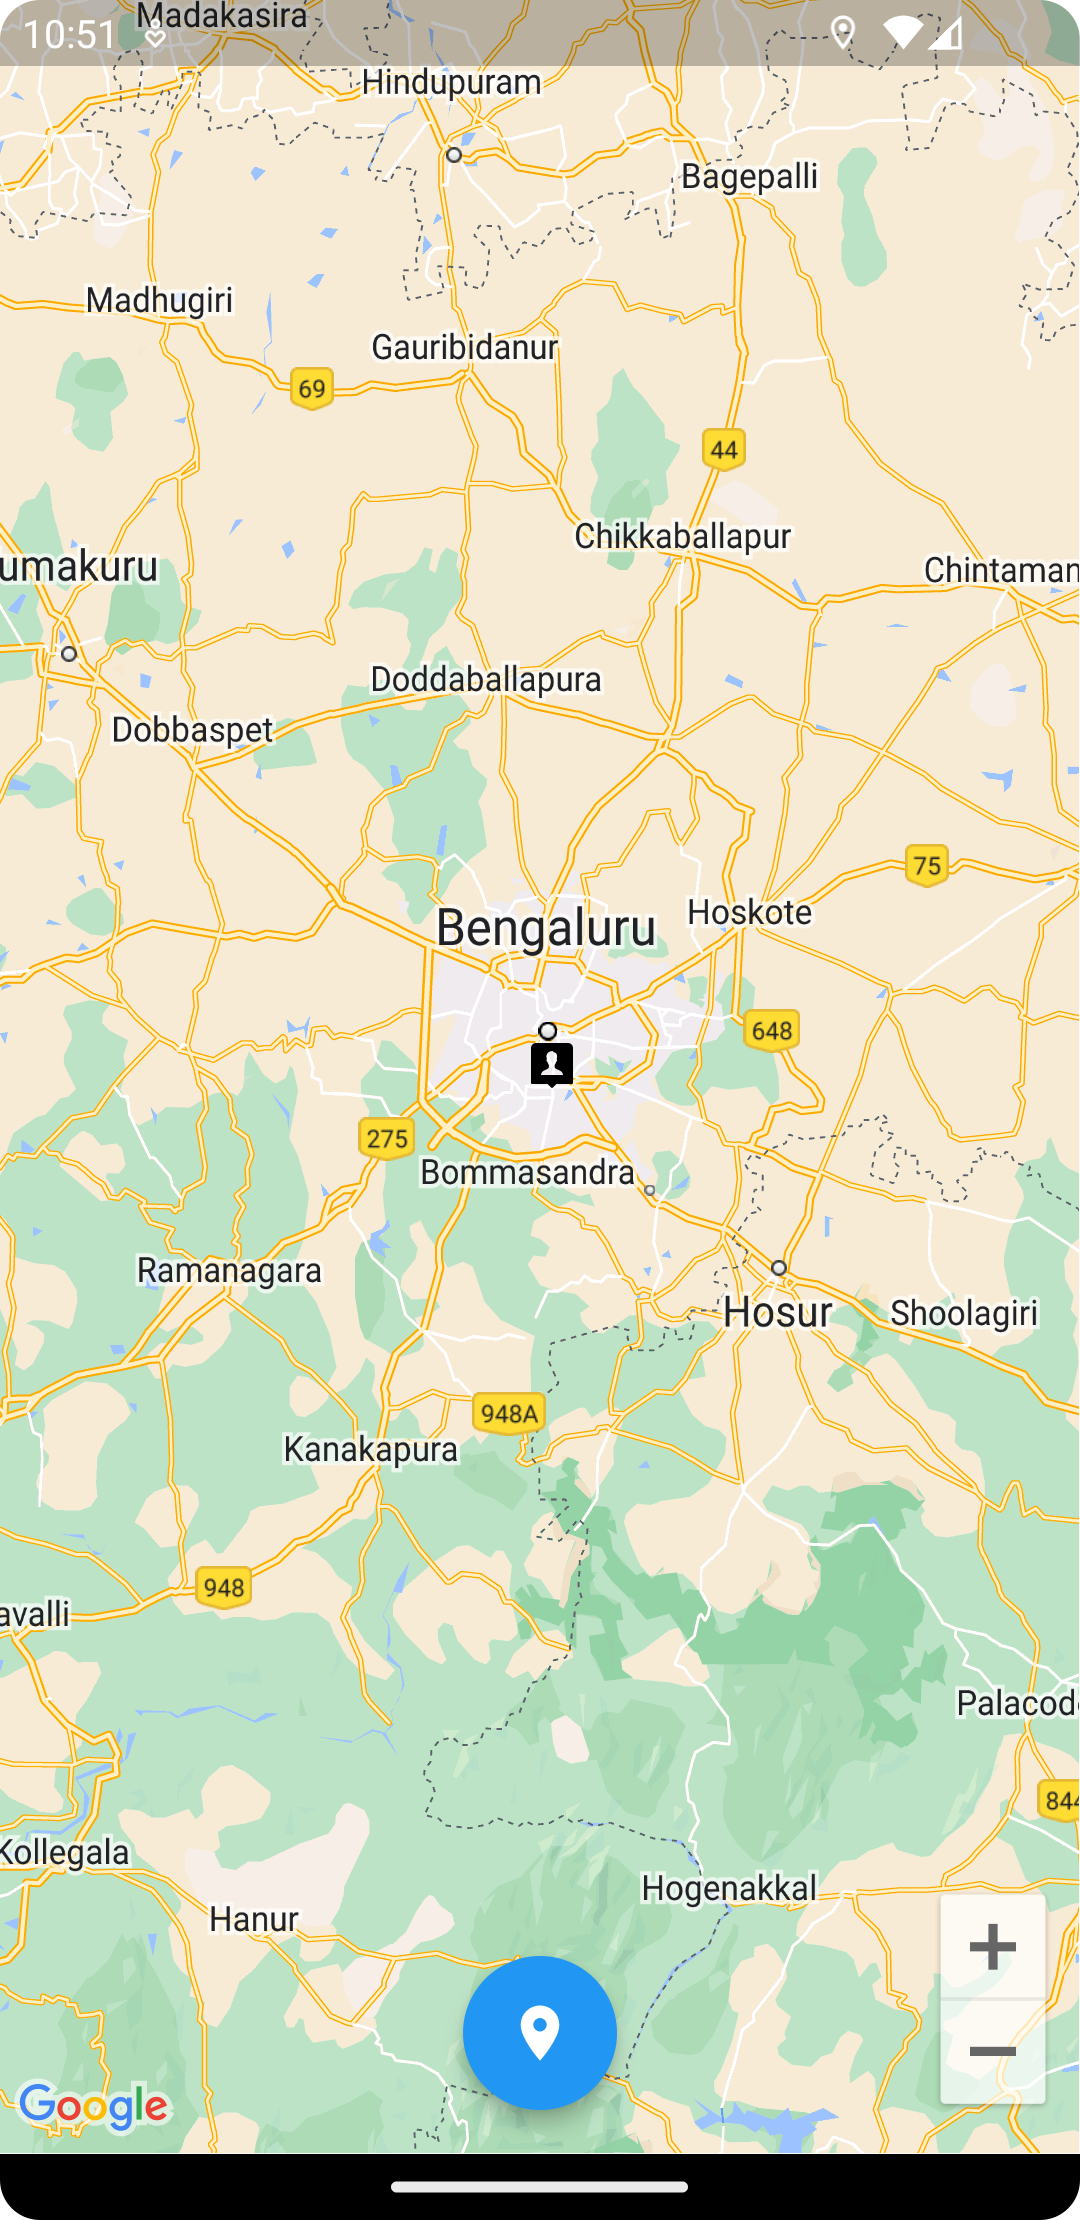 10:51
Madakasira
Hindupuram
Bagepalli
Madhugiri
Gauribidanur
69
44
Chikkaballapur
umakuru
Chintaman
Doddaballapura
Dobbaspet
75
Bengaluru
Hoskote
648
275
Bommasandra
Ramanagara
Hosur
Shoolagiri
948A
Kanakapura
948
avalli
Palacod
844
Kollegala
Hogenakkal
Hanur
Google